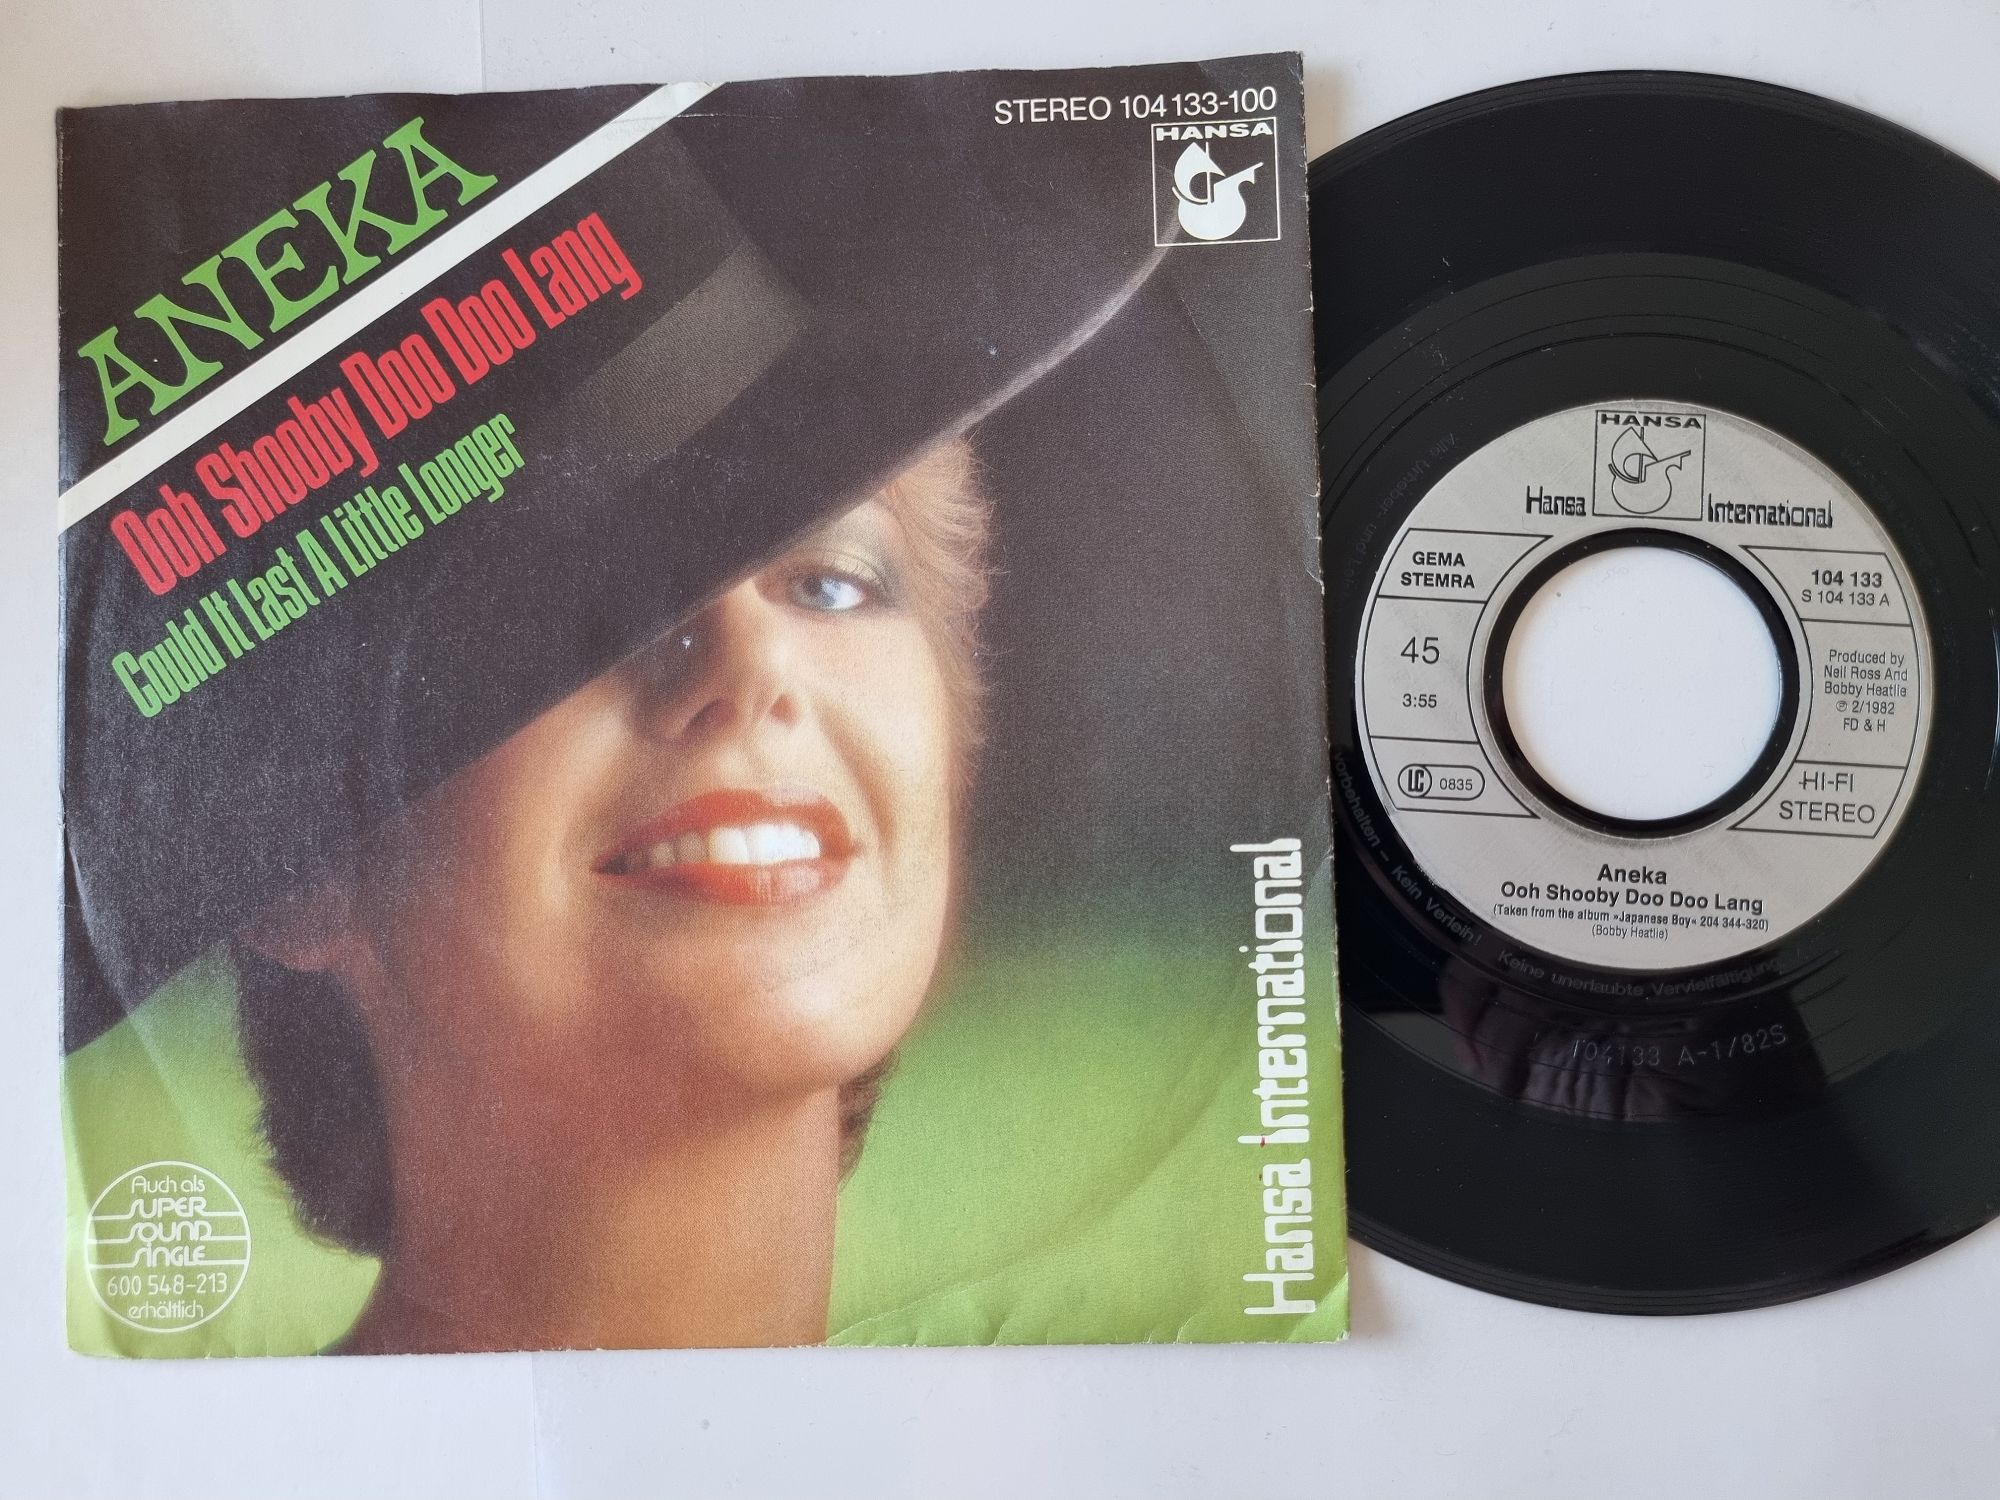 STEREO 104 133-100
HANSA
ANEKA
Ooh Shooby Doo Doo Lang
Could It Last A Little Longer
Hansa International
Auch als
SUPER
SOUND
SINGLE
600 548-213
erhältlich
HANSA
Hansa International
GEMA
STEMRA
45
3:55
LC 0835
104 133
S 104 133 A
Produced by
Neil Ross And
Bobby Heatlie
℗ 2/1982
FD & H
HI-FI
STEREO
Aneka
Ooh Shooby Doo Doo Lang
(Taken from the album »Japanese Boy« 204 344-320)
(Bobby Heatlie)
vorbehalten – Kein Verleih! Keine unerlaubte Vervielfältigung
104133 A-1/82S